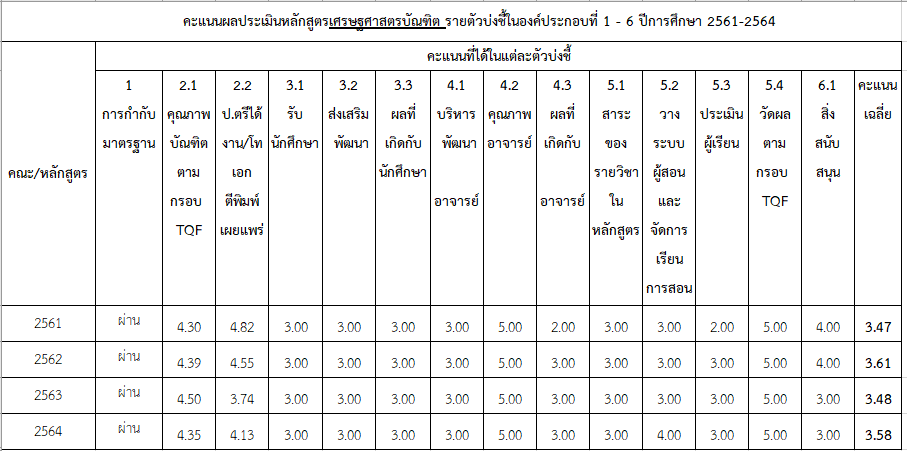 คะแนนผลประเมินหลักสูตรเศรษฐศาสตรบัณฑิต รายตัวบ่งชี้ในองค์ประกอบที่ 1 - 6 ปีการศึกษา 2561-2564
คณะ/หลักสูตร
คะแนนที่ได้ในแต่ละตัวบ่งชี้
1 2.1 2.2 3.1 3.2 3.3 4.1 4.2 4.3 5.1 5.2 5.3 5.4 6.1 คะแนน
การกำกับ คุณภาพ ป.ตรีได้ รับ ส่งเสริม ผลที่ บริหาร คุณภาพ ผลที่ สาระ วาง ประเมิน วัดผล สิ่ง เฉลี่ย
มาตรฐาน บัณฑิต งาน/โท นักศึกษา พัฒนา เกิดกับ พัฒนา อาจารย์ เกิดกับ ของ ระบบ ผู้เรียน ตาม สนับ
ตาม เอก นักศึกษา รายวิชา ผู้สอน กรอบ สนุน
กรอบ ตีพิมพ์ อาจารย์ อาจารย์ ใน และ TQF
TQF เผยแพร่ หลักสูตร จัดการ
เรียน
การสอน
2561 ผ่าน 4.30 4.82 3.00 3.00 3.00 3.00 5.00 2.00 3.00 3.00 2.00 5.00 4.00 3.47
2562 ผ่าน 4.39 4.55 3.00 3.00 3.00 3.00 5.00 3.00 3.00 3.00 3.00 5.00 4.00 3.61
2563 ผ่าน 4.50 3.74 3.00 3.00 3.00 3.00 5.00 3.00 3.00 3.00 3.00 5.00 3.00 3.48
2564 ผ่าน 4.35 4.13 3.00 3.00 3.00 3.00 5.00 3.00 3.00 4.00 3.00 5.00 3.00 3.58